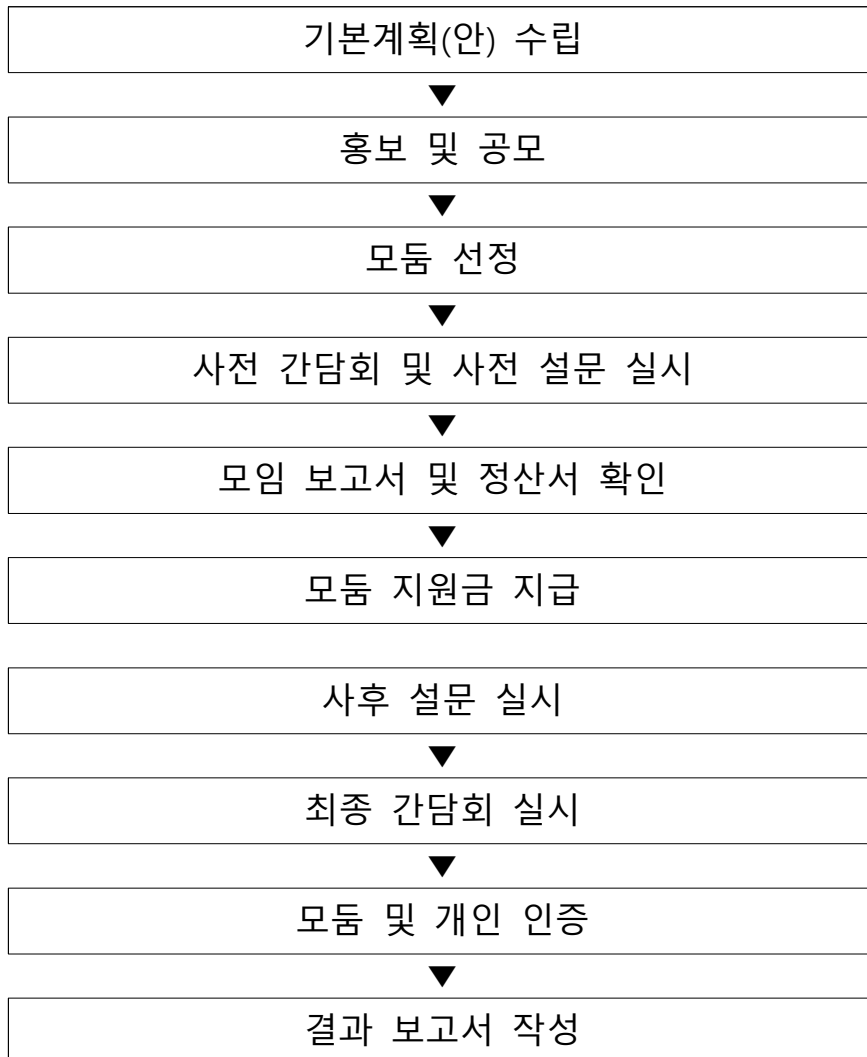 기본계획(안) 수립
▼
홍보 및 공모
▼
모둠 선정
▼
사전 간담회 및 사전 설문 실시
▼
모임 보고서 및 정산서 확인
▼
모둠 지원금 지급
사후 설문 실시
▼
최종 간담회 실시
▼
모둠 및 개인 인증
▼
결과 보고서 작성